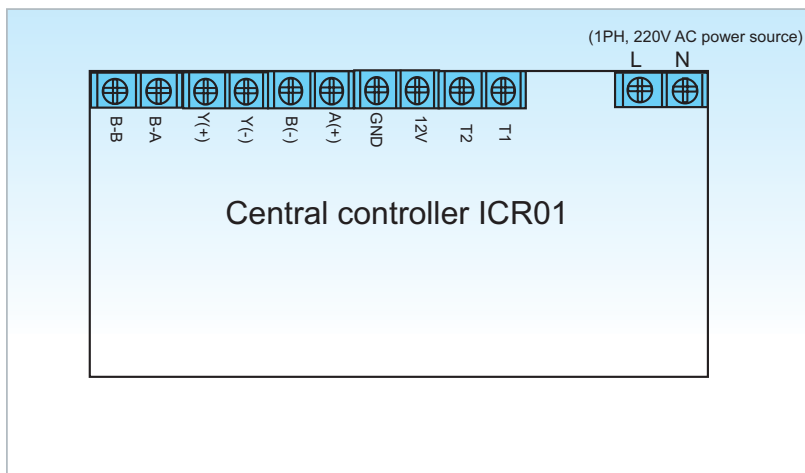 (1PH, 220V AC power source)
L N
B-B B-A Y(+) Y(-) B(-) A(+) GND 12V T2 T1
Central controller ICR01